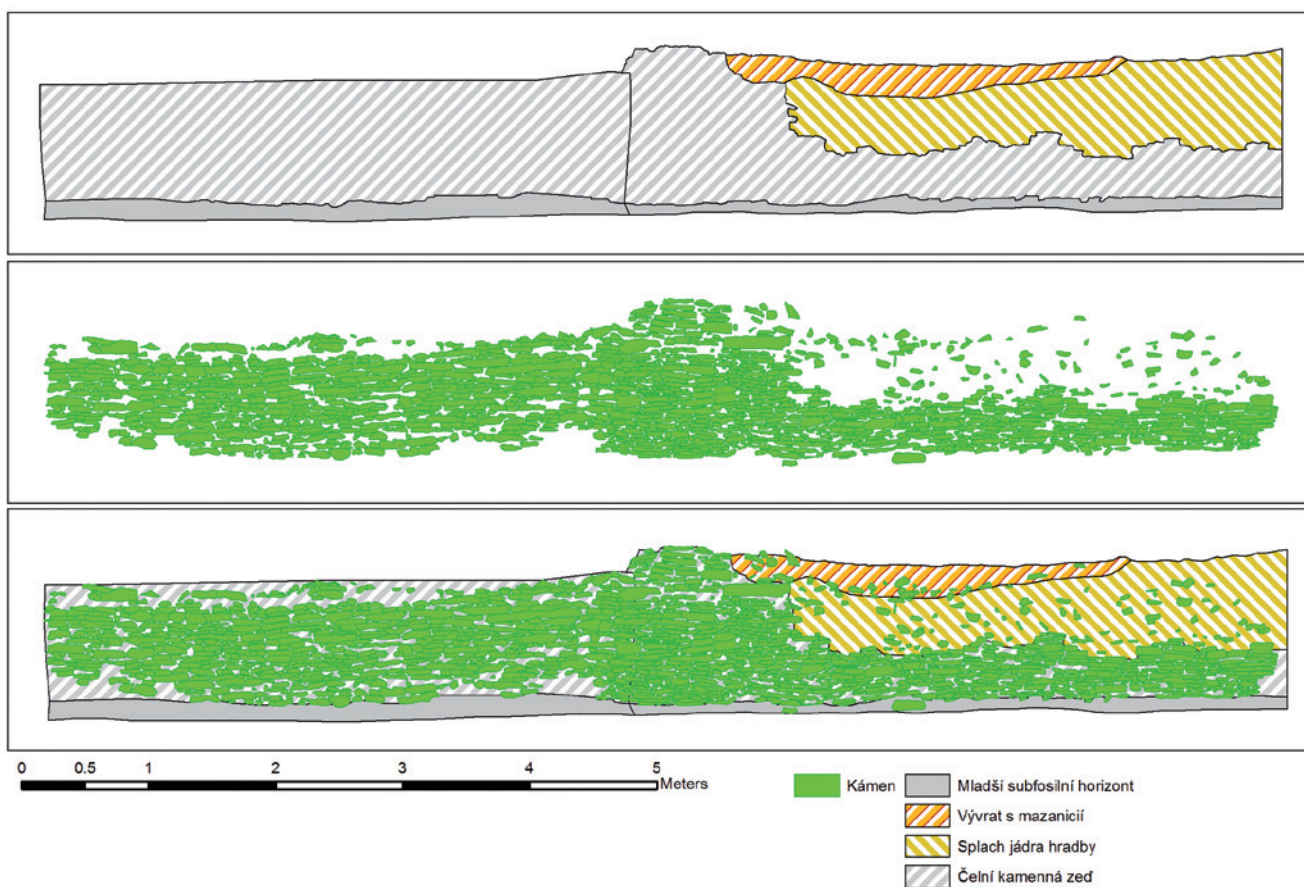 0 0.5 1 2 3 4 5
Meters
Kámen
Mladší subfosilní horizont
Vývrat s mazanicií
Splach jádra hradby
Čelní kamenná zeď